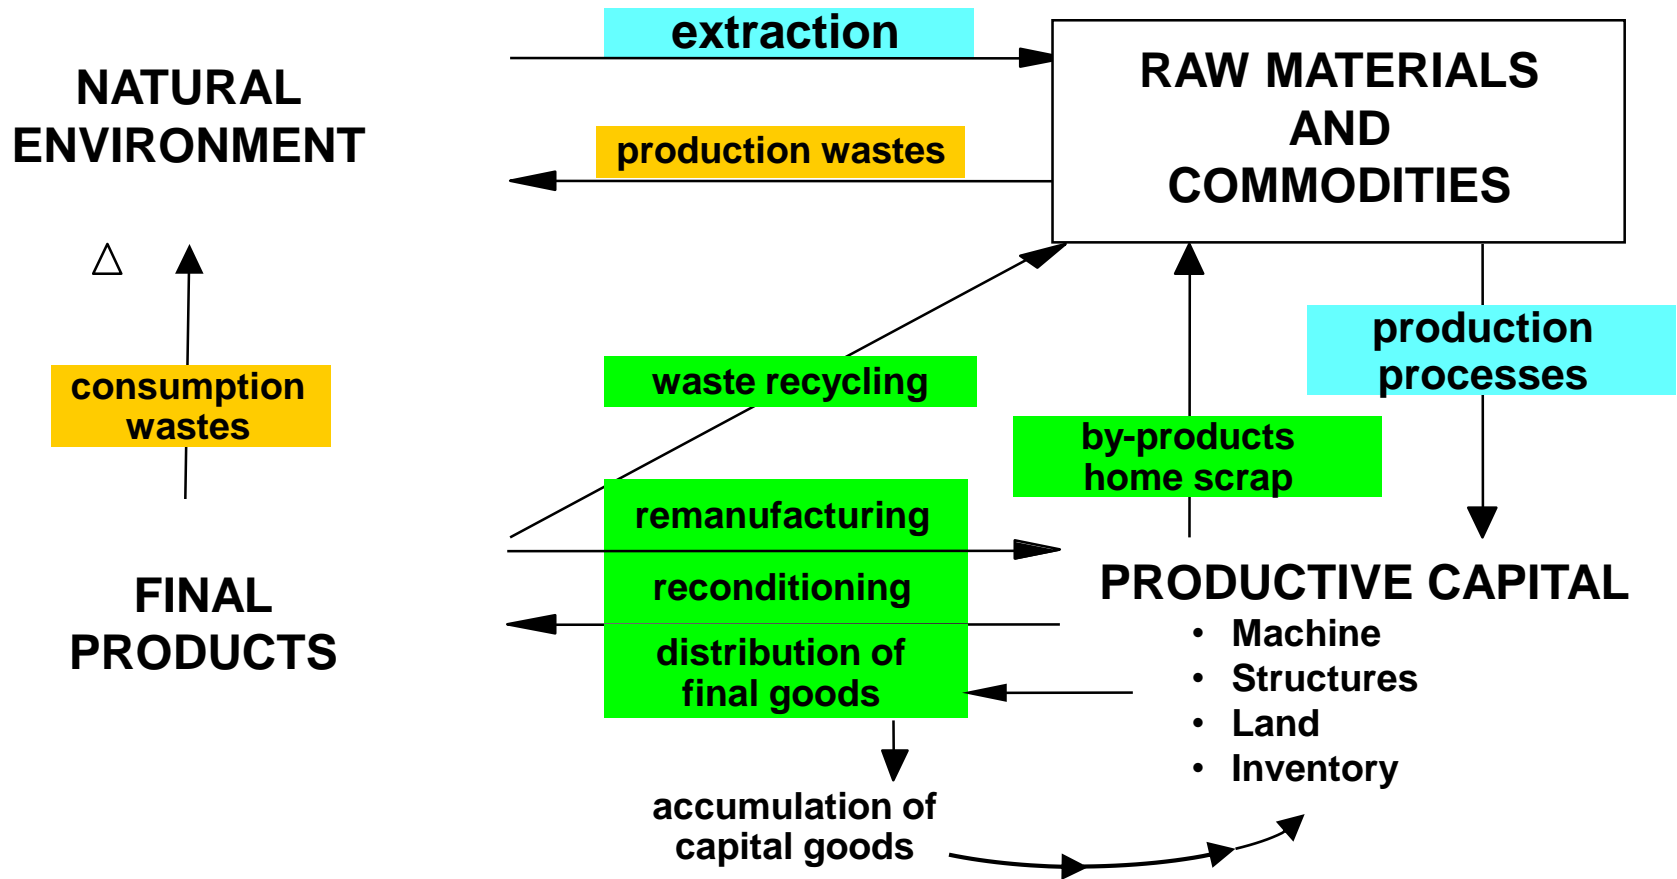 extraction
NATURAL
ENVIRONMENT
RAW MATERIALS
AND
COMMODITIES
production wastes
consumption
wastes
waste recycling
production
processes
by-products
home scrap
remanufacturing
reconditioning
distribution of
final goods
FINAL
PRODUCTS
PRODUCTIVE CAPITAL
• Machine
• Structures
• Land
• Inventory
accumulation of
capital goods